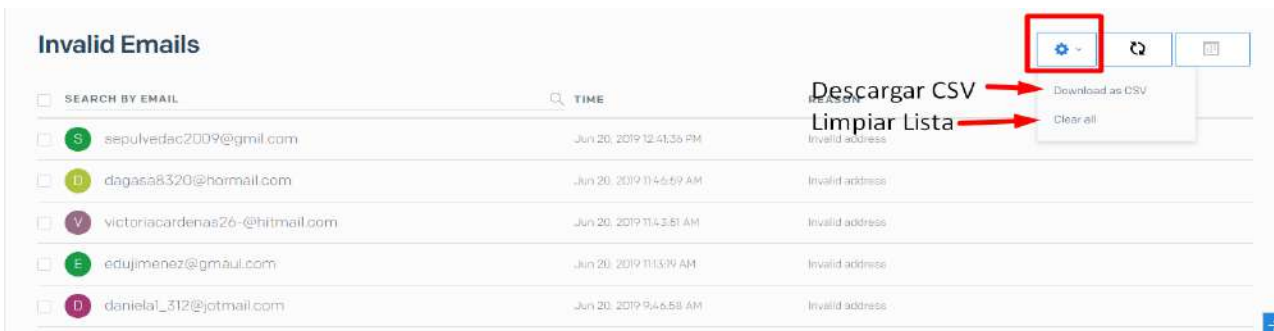 Invalid Emails
SEARCH BY EMAIL TIME REASON
Descargar CSV Download as CSV
Limpiar Lista Clear all
S sepulvedac2009@gmil.com Jun 20, 2019 12:41:36 PM Invalid address
D dagasa8320@hormail.com Jun 20, 2019 11:46:59 AM Invalid address
V victoriacardenas26-@hitmail.com Jun 20, 2019 11:43:51 AM Invalid address
E edujimenez@gmaul.com Jun 20, 2019 11:13:19 AM Invalid address
D daniela1_312@jotmail.com Jun 20, 2019 9:46:58 AM Invalid address